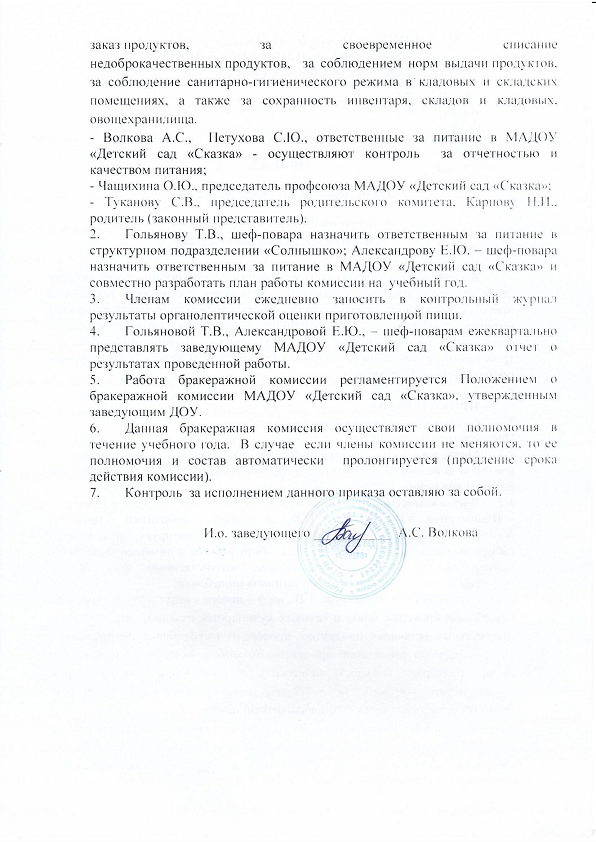 заказ продуктов, за своевременное списание
недоброкачественных продуктов, за соблюдением норм выдачи продуктов,
за соблюдение санитарно-гигиенического режима в кладовых и складских
помещениях, а также за сохранность инвентаря, складов и кладовых,
овощехранилища.
- Волкова А.С., Петухова С.Ю., ответственные за питание в МАДОУ
«Детский сад «Сказка» - осуществляют контроль за отчетностью и
качеством питания;
- Чащихина О.Ю., председатель профсоюза МАДОУ «Детский сад «Сказка»;
- Туканову С.В., председатель родительского комитета, Карпову Н.Н.,
родитель (законный представитель).
2. Гольянову Т.В., шеф-повара назначить ответственным за питание в
структурном подразделении «Солнышко»; Александрову Е.Ю. – шеф-повара
назначить ответственным за питание в МАДОУ «Детский сад «Сказка» и
совместно разработать план работы комиссии на учебный год.
3. Членам комиссии ежедневно заносить в контрольный журнал
результаты органолептической оценки приготовленной пищи.
4. Гольяновой Т.В., Александровой Е.Ю., – шеф-поварам ежеквартально
представлять заведующему МАДОУ «Детский сад «Сказка» отчет о
результатах проведенной работы.
5. Работа бракеражной комиссии регламентируется Положением о
бракеражной комиссии МАДОУ «Детский сад «Сказка», утвержденным
заведующим ДОУ.
6. Данная бракеражная комиссия осуществляет свои полномочия в
течение учебного года. В случае если члены комиссии не меняются, то ее
полномочия и состав автоматически пролонгируется (продление срока
действия комиссии).
7. Контроль за исполнением данного приказа оставляю за собой.
И.о. заведующего ____________ А.С. Волкова